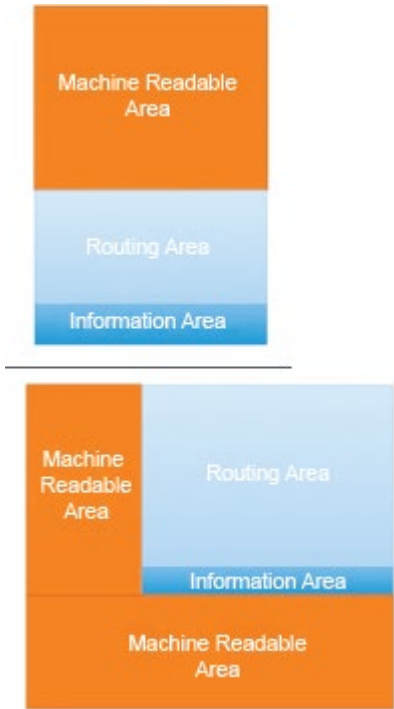 Machine Readable
Area
Routing Area
Information Area
Machine
Readable
Area
Routing Area
Information Area
Machine Readable
Area